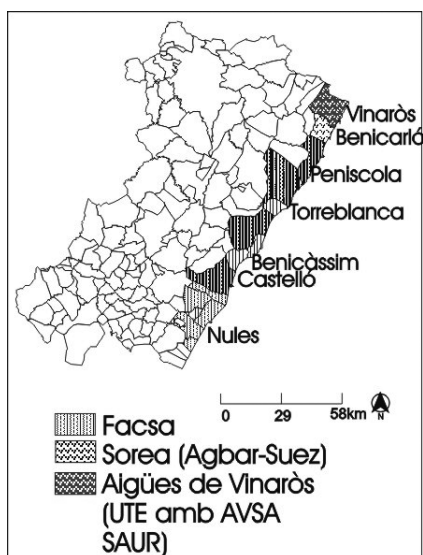 Vinaròs
Benicarló
Peniscola
Torreblanca
Benicàssim
Castelló
Nules
0 29 58km
N
Facsa
Sorea (Agbar-Suez)
Aigües de Vinaròs
(UTE amb AVSA
SAUR)